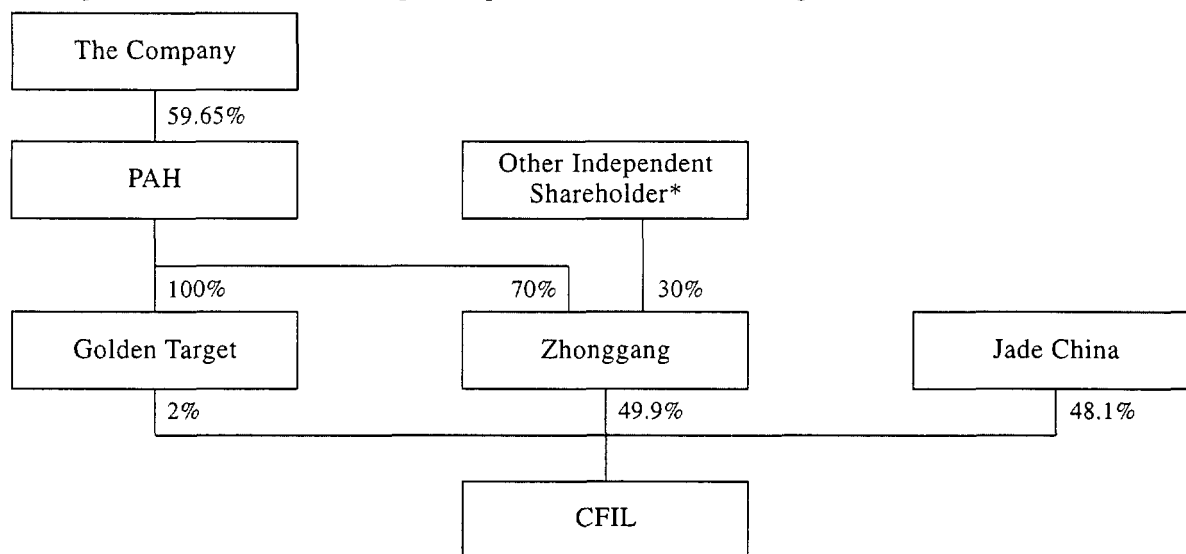 The Company
59.65%
PAH
Other Independent
Shareholder*
100%
70%
30%
Golden Target
Zhonggang
Jade China
2%
49.9%
48.1%
CFIL